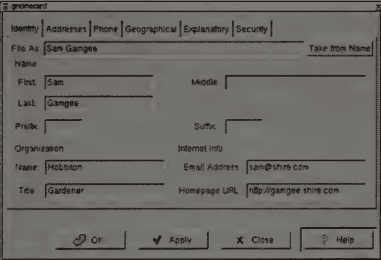 gnomecard
Identity Addresses Phone Geographical Explanatory Security
File As: Sam Gamgee Take from Name
Name
First: Sam Middle:
Last: Gamgee
Prefix: Suffix:
Organization Internet Info
Name: Hobbiton Email Address: sam@shire.com
Title: Gardener Homepage URL: http://gamgee.shire.com
OK Apply Close Help